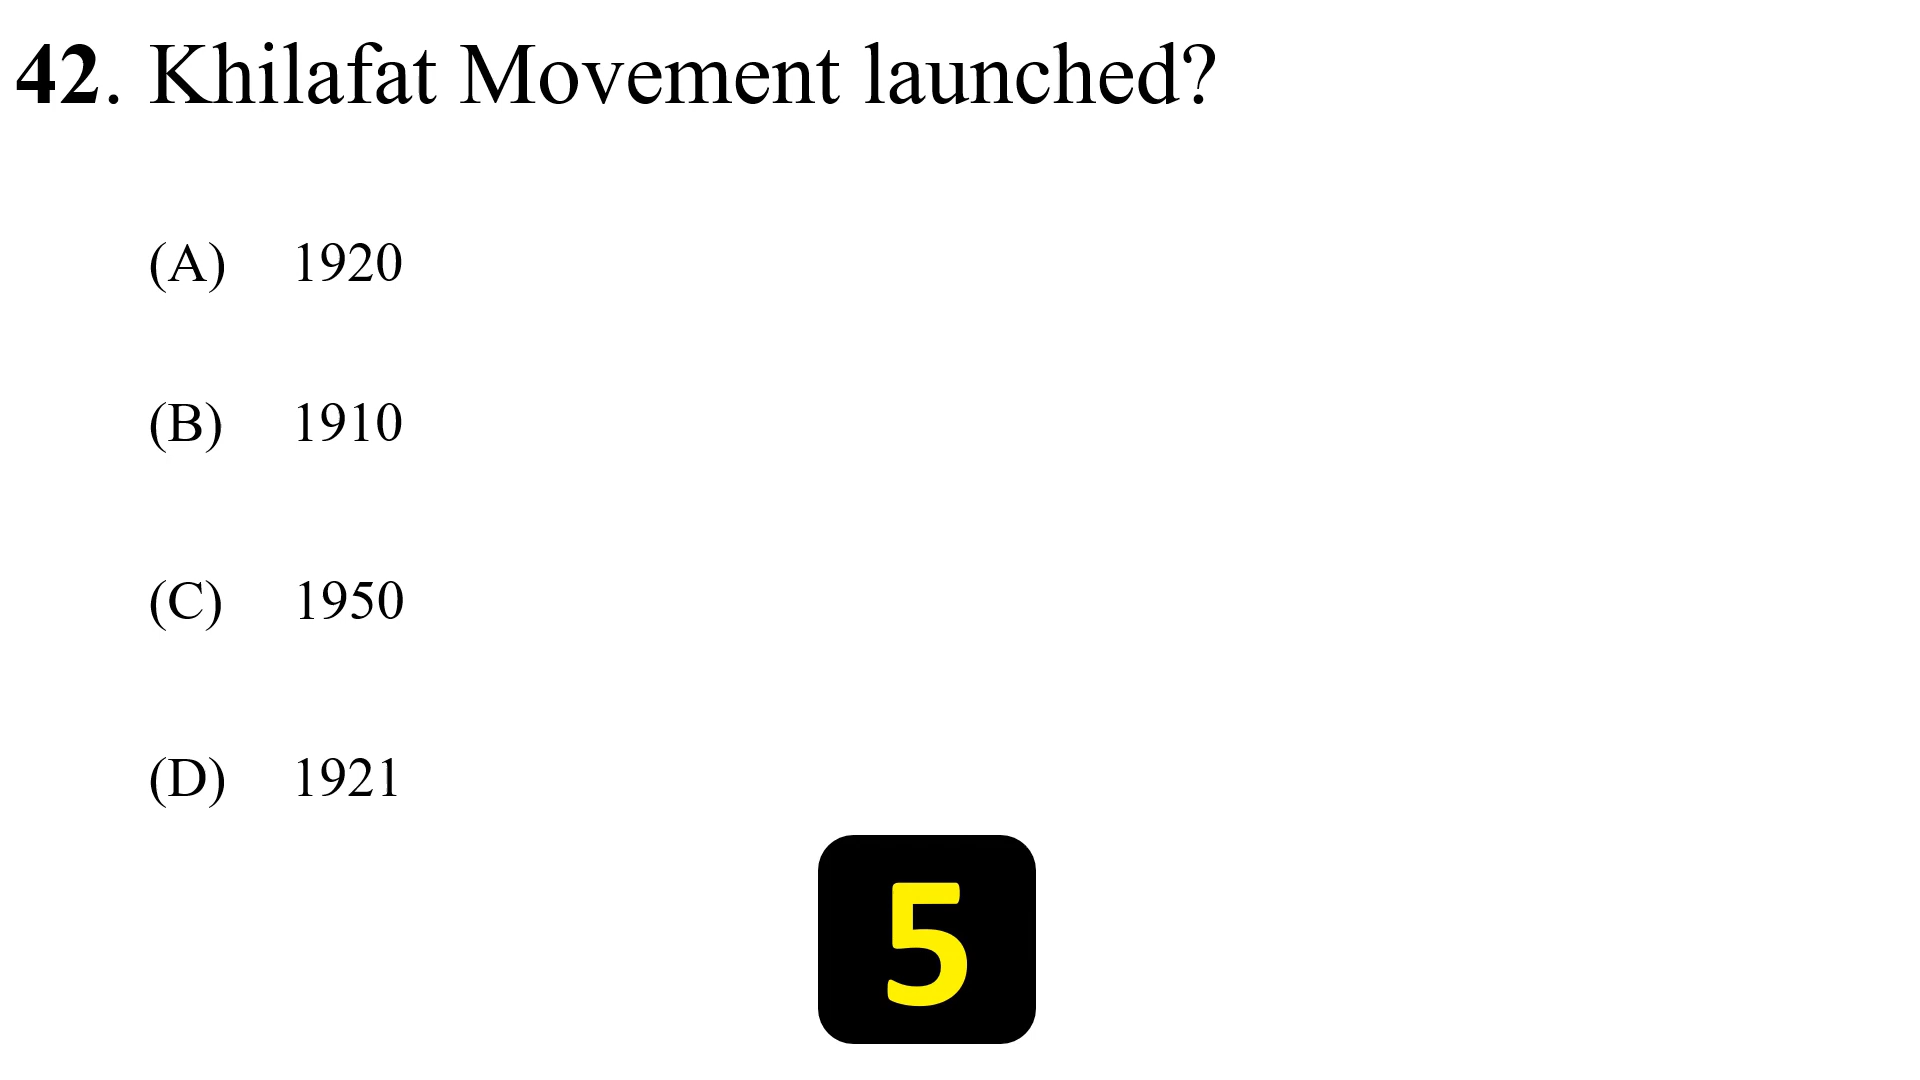 42. Khilafat Movement launched?
(A) 1920
(B) 1910
(C) 1950
(D) 1921
5